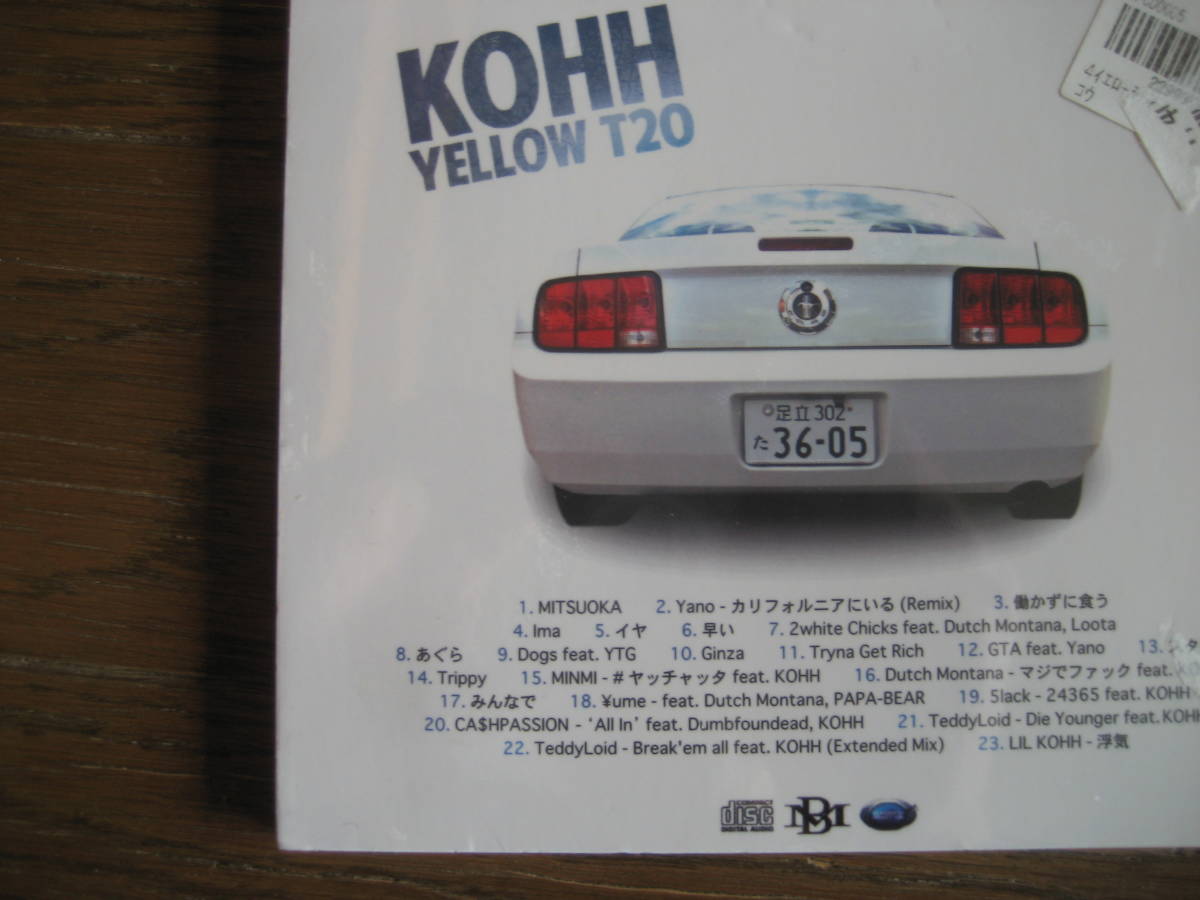 KOHH
YELLOW T20
足立 302
た 36-05
1. MITSUOKA 2. Yano - カリフォルニアにいる (Remix) 3. 働かずに食う
4. Ima 5. イヤ 6. 早い 7. 2white Chicks feat. Dutch Montana, Loota
8. あぐら 9. Dogs feat. YTG 10. Ginza 11. Tryna Get Rich 12. GTA feat. Yano 13.
14. Trippy 15. MINMI - #ヤッチャッタ feat. KOHH 16. Dutch Montana - マジでファック feat.
17. みんなで 18. ¥ume - feat. Dutch Montana, PAPA-BEAR 19. 5lack - 24365 feat. KOHH
20. CA$HPASSION - ‘All In’ feat. Dumbfoundead, KOHH 21. TeddyLoid - Die Younger feat. KOHH
22. TeddyLoid - Break'em all feat. KOHH (Extended Mix) 23. LIL KOHH - 浮気
COMPACT
disc
DIGITAL AUDIO